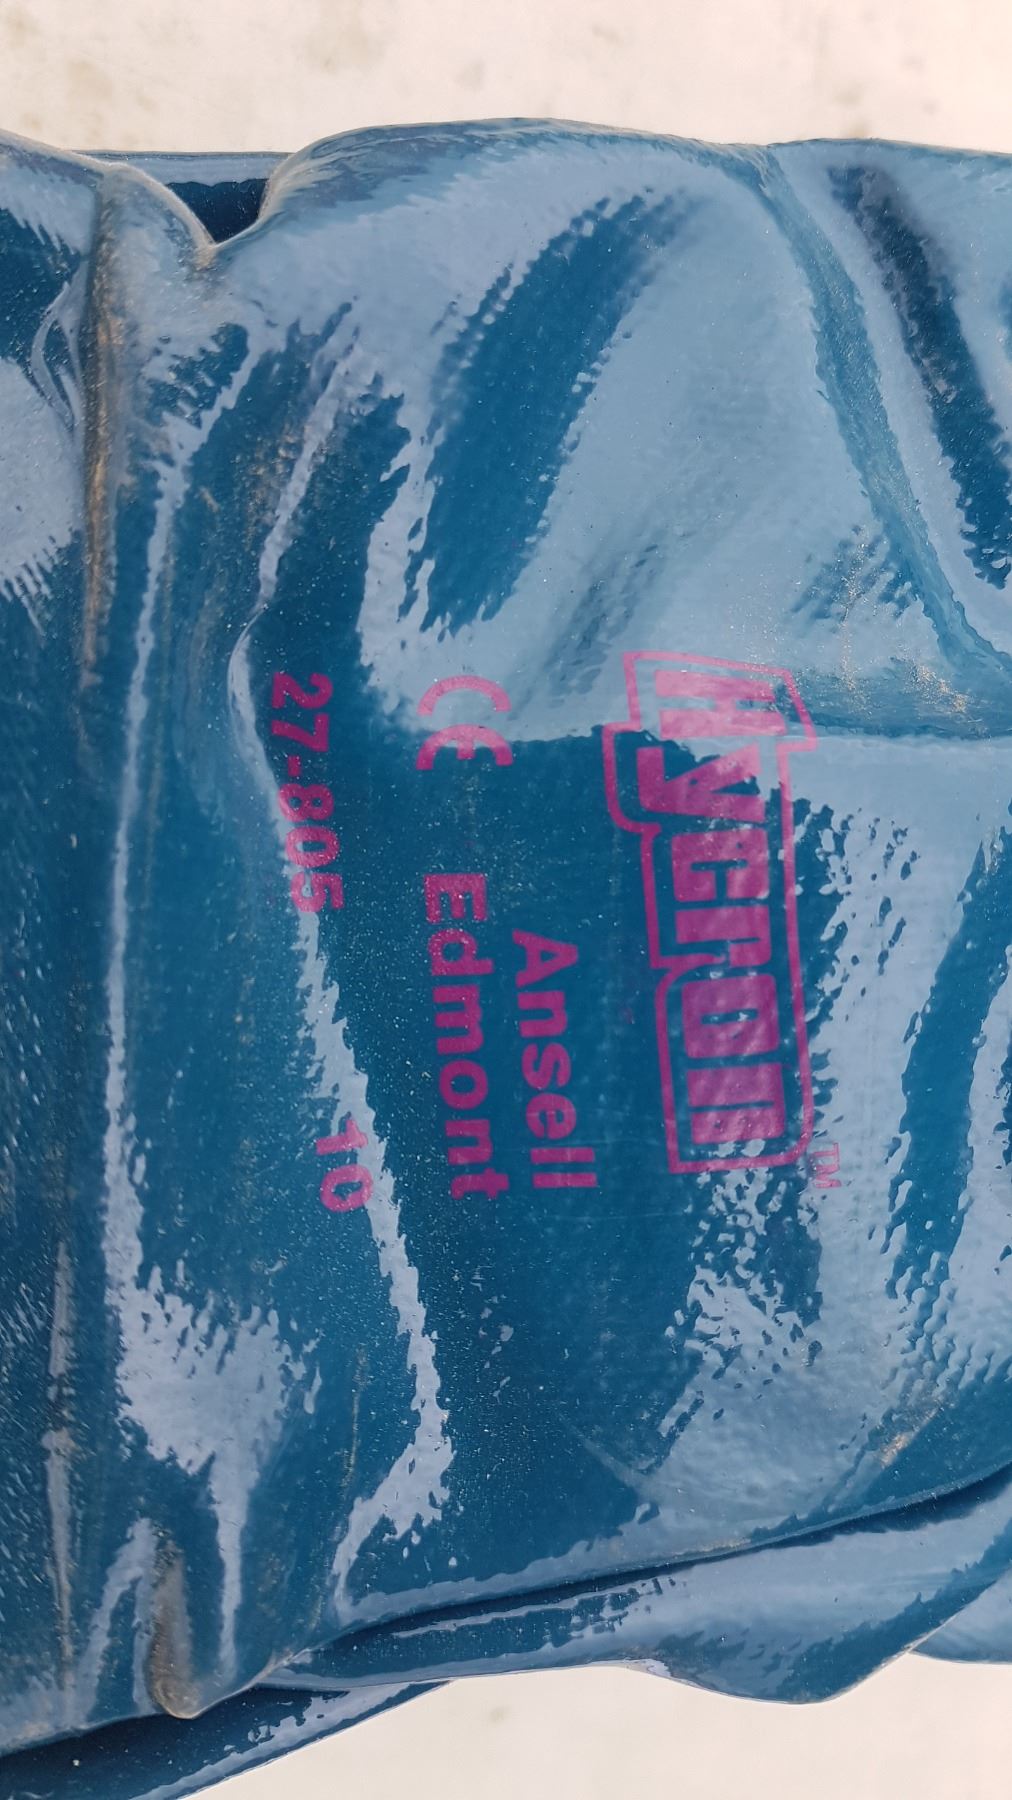 Hycron™
Ansell
CE Edmont
27-805 10